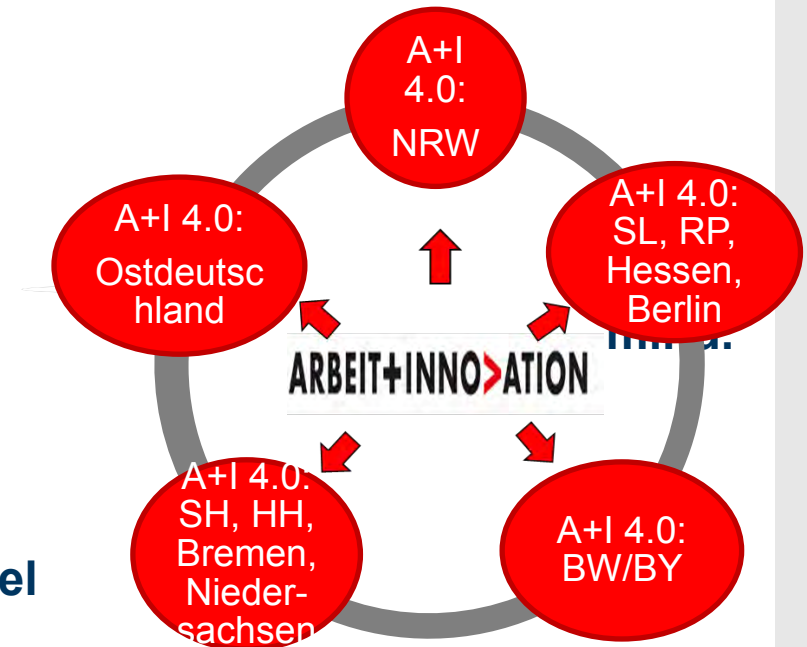 A+I
4.0:
NRW
A+I 4.0:
SL, RP,
Hessen,
Berlin
A+I 4.0:
Ostdeutsc
hland
ARBEIT+INNO>ATION
A+I 4.0:
SH, HH,
Bremen,
Nieder-
sachsen
A+I 4.0:
BW/BY
el